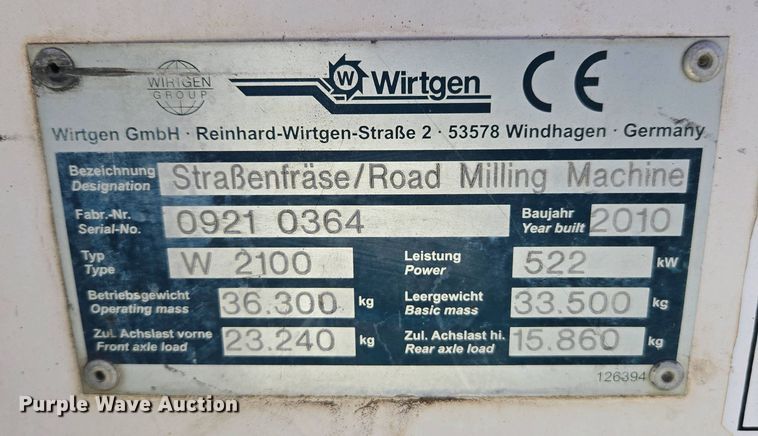 WIRTGEN
GROUP
W Wirtgen CE
Wirtgen GmbH · Reinhard-Wirtgen-Straße 2 · 53578 Windhagen · Germany
Bezeichnung
Designation
Straßenfräse/Road Milling Machine
Fabr.-Nr.
Serial-No.
0921 0364
Baujahr
Year built
2010
Typ
Type
W 2100
Leistung
Power
522 kW
Betriebsgewicht
Operating mass
36.300 kg
Leergewicht
Basic mass
33.500 kg
Zul. Achslast vorne
Front axle load
23.240 kg
Zul. Achslast hi.
Rear axle load
15.860 kg
126394
Purple Wave Auction